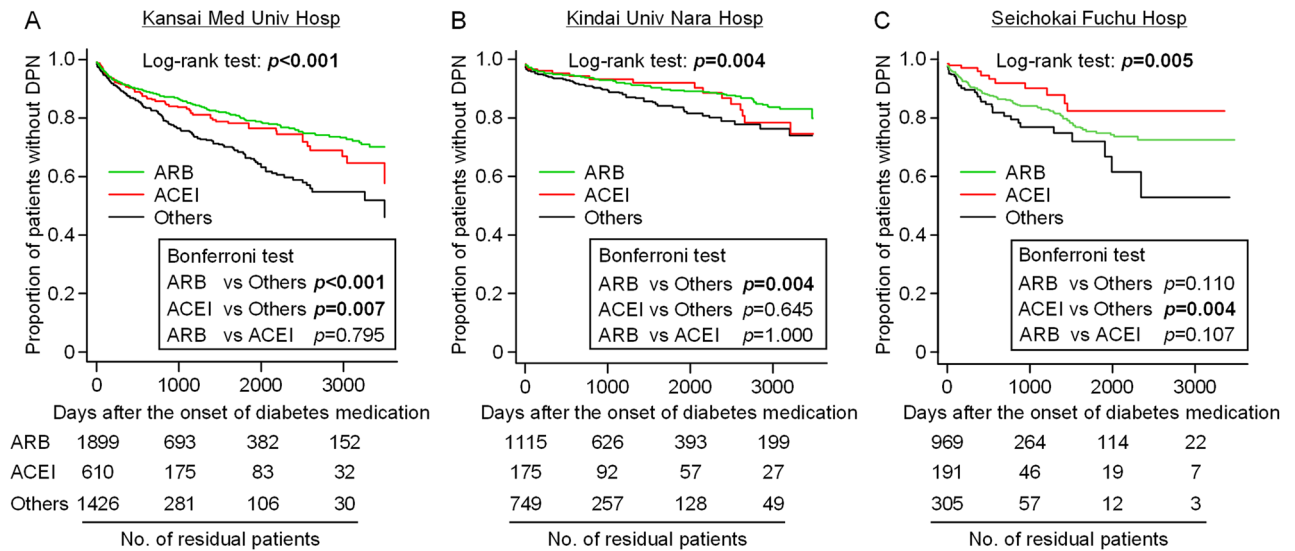 A Kansai Med Univ Hosp
Log-rank test: p<0.001
Proportion of patients without DPN
1.0
0.8
0.6
0.4
0.2
0
ARB
ACEI
Others
Bonferroni test
ARB vs Others p<0.001
ACEI vs Others p=0.007
ARB vs ACEI p=0.795
0 1000 2000 3000
Days after the onset of diabetes medication
ARB 1899 693 382 152
ACEI 610 175 83 32
Others 1426 281 106 30
No. of residual patients
B Kindai Univ Nara Hosp
Log-rank test: p=0.004
Proportion of patients without DPN
1.0
0.8
0.6
0.4
0.2
0
ARB
ACEI
Others
Bonferroni test
ARB vs Others p=0.004
ACEI vs Others p=0.645
ARB vs ACEI p=1.000
0 1000 2000 3000
Days after the onset of diabetes medication
1115 626 393 199
175 92 57 27
749 257 128 49
No. of residual patients
C Seichokai Fuchu Hosp
Log-rank test: p=0.005
Proportion of patients without DPN
1.0
0.8
0.6
0.4
0.2
0
ARB
ACEI
Others
Bonferroni test
ARB vs Others p=0.110
ACEI vs Others p=0.004
ARB vs ACEI p=0.107
0 1000 2000 3000
Days after the onset of diabetes medication
969 264 114 22
191 46 19 7
305 57 12 3
No. of residual patients